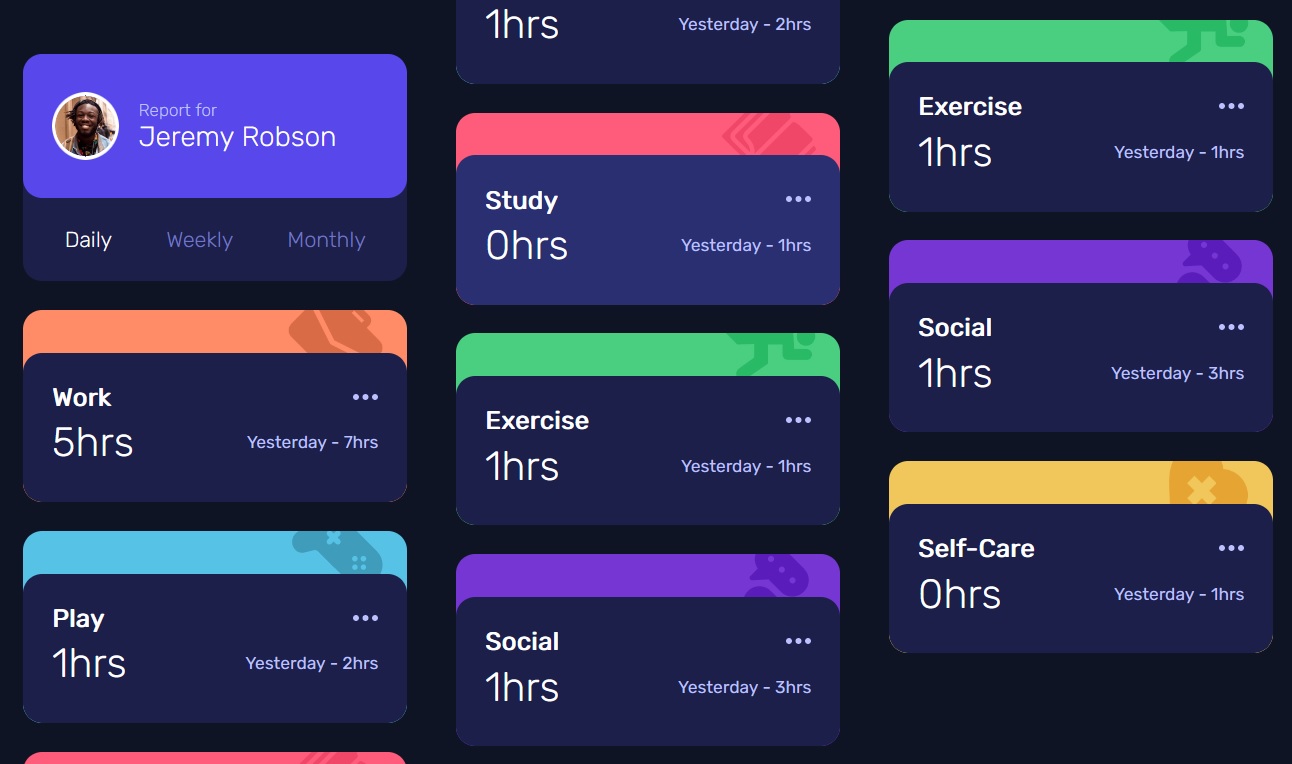 Report for
Jeremy Robson
Daily Weekly Monthly
Work
5hrs Yesterday - 7hrs
Play
1hrs Yesterday - 2hrs
1hrs Yesterday - 2hrs
Study
0hrs Yesterday - 1hrs
Exercise
1hrs Yesterday - 1hrs
Social
1hrs Yesterday - 3hrs
Exercise
1hrs Yesterday - 1hrs
Social
1hrs Yesterday - 3hrs
Self-Care
0hrs Yesterday - 1hrs